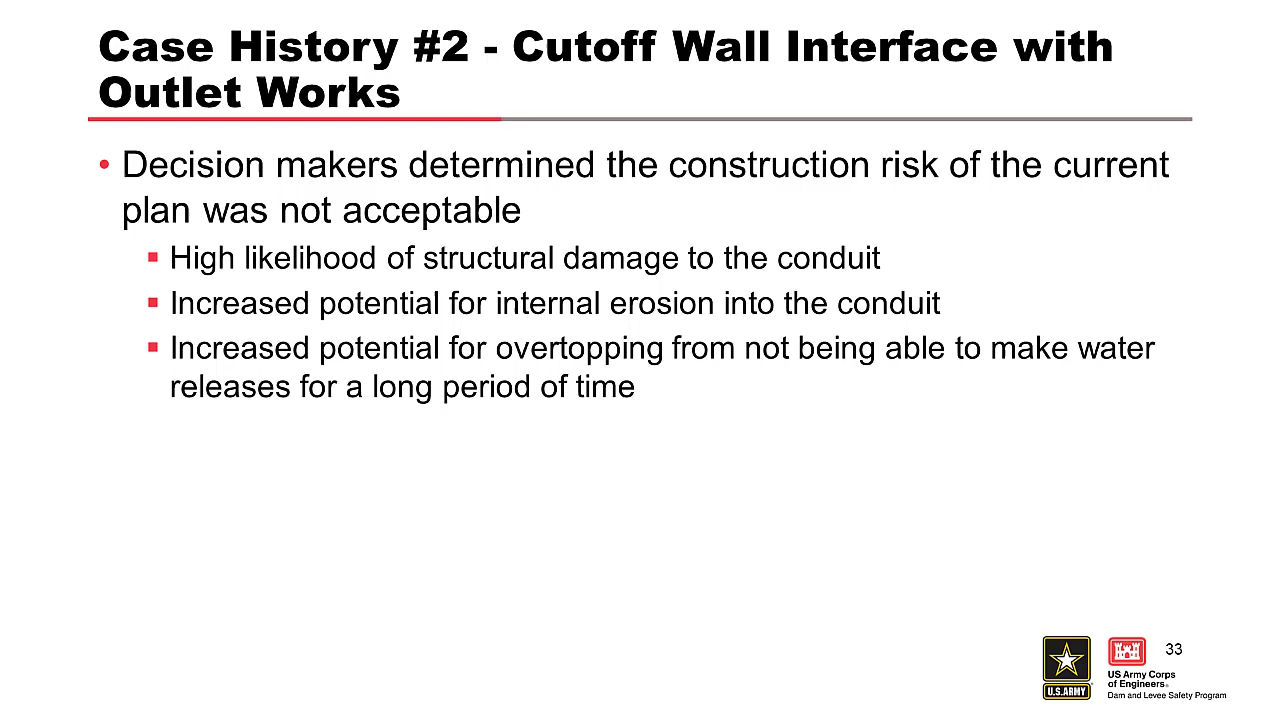 Case History #2 - Cutoff Wall Interface with
Outlet Works
• Decision makers determined the construction risk of the current
plan was not acceptable
▪ High likelihood of structural damage to the conduit
▪ Increased potential for internal erosion into the conduit
▪ Increased potential for overtopping from not being able to make water
releases for a long period of time
33
U.S.ARMY
US Army Corps
of Engineers®
Dam and Levee Safety Program